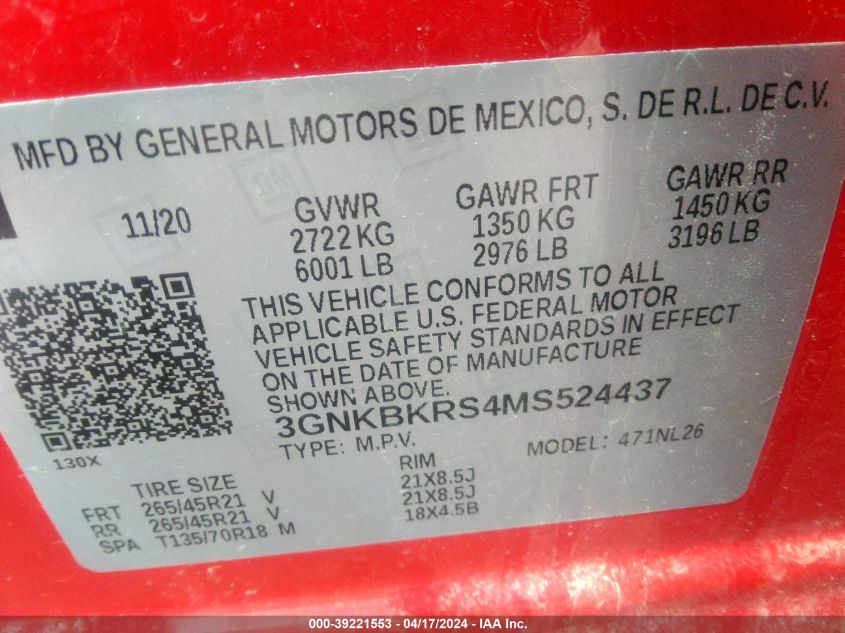 MFD BY GENERAL MOTORS DE MEXICO, S. DE R.L. DE C.V.
11/20
GVWR
2722 KG
6001 LB
GAWR FRT
1350 KG
2976 LB
GAWR RR
1450 KG
3196 LB
THIS VEHICLE CONFORMS TO ALL
APPLICABLE U.S. FEDERAL MOTOR
VEHICLE SAFETY STANDARDS IN EFFECT
ON THE DATE OF MANUFACTURE
SHOWN ABOVE.
3GNKBKRS4MS524437
TYPE: M.P.V. MODEL: 471NL26
130X
TIRE SIZE RIM
FRT 265/45R21 V 21X8.5J
RR 265/45R21 V 21X8.5J
SPA T135/70R18 M 18X4.5B
000-39221553 - 04/17/2024 - IAA Inc.